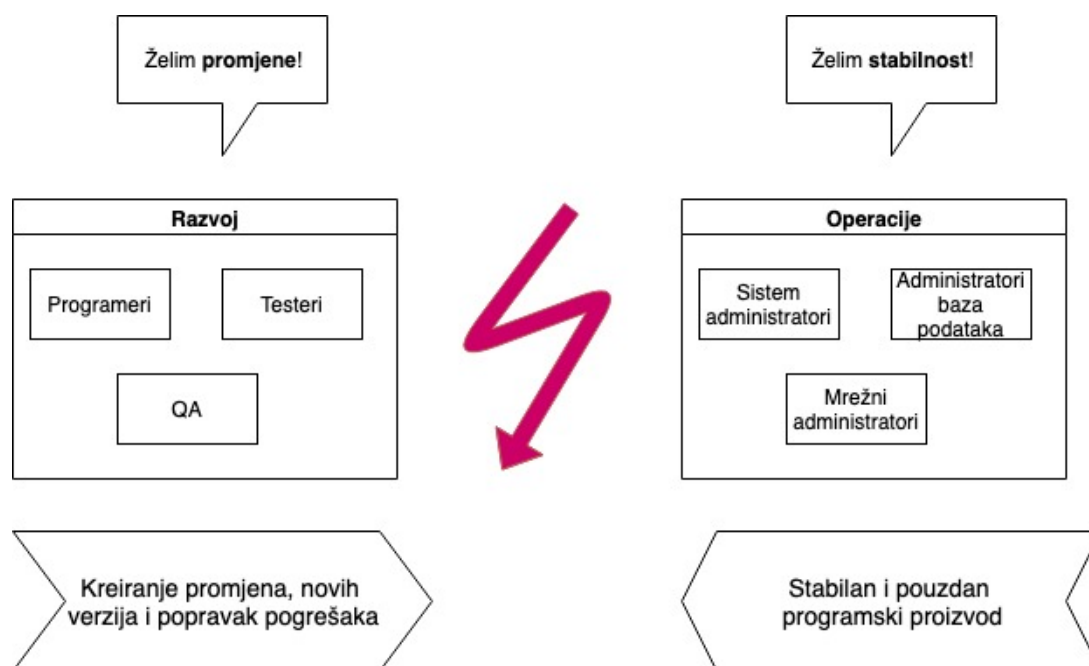 Želim promjene!
Želim stabilnost!
Razvoj
Programeri
Testeri
QA
Operacije
Sistem
administratori
Administratori
baza
podataka
Mrežni
administratori
Kreiranje promjena, novih
verzija i popravak pogrešaka
Stabilan i pouzdan
programski proizvod